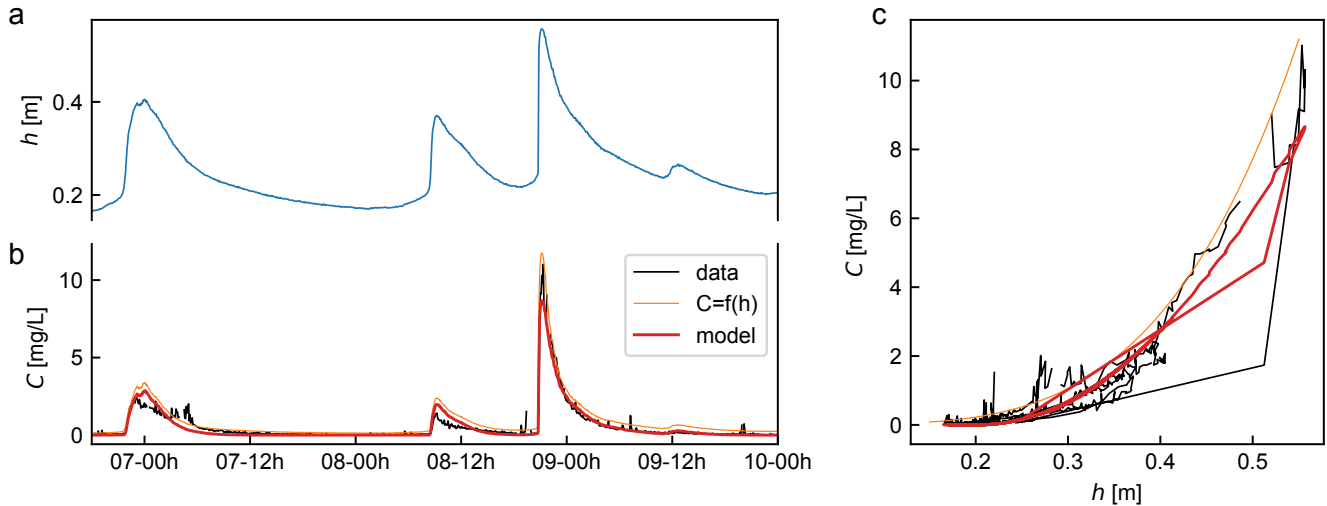 a
h [m]
0.4
0.2
b
C [mg/L]
10
5
0
data
C=f(h)
model
07-00h 07-12h 08-00h 08-12h 09-00h 09-12h 10-00h
c
C [mg/L]
10
8
6
4
2
0
0.2 0.3 0.4 0.5
h [m]